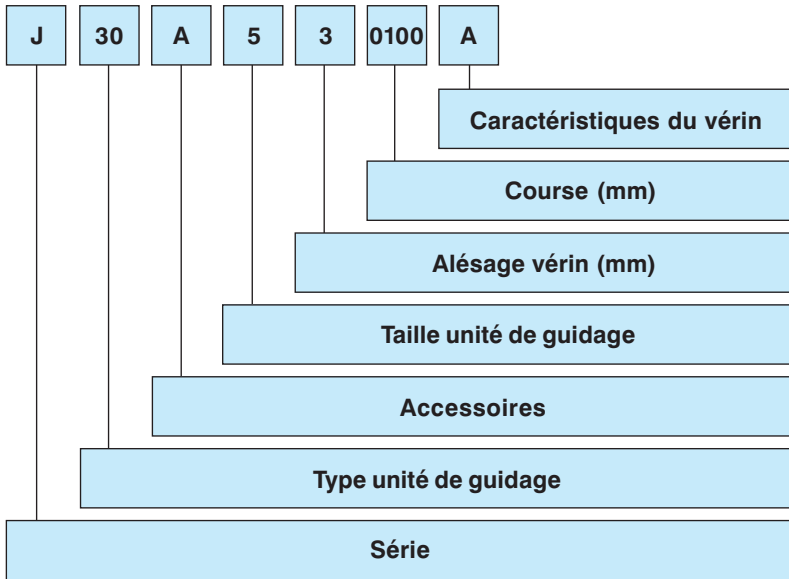 J 30 A 5 3 0100 A
Caractéristiques du vérin
Course (mm)
Alésage vérin (mm)
Taille unité de guidage
Accessoires
Type unité de guidage
Série